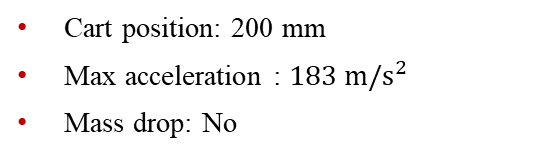 • Cart position: 200 mm
• Max acceleration : 183 m/s²
• Mass drop: No